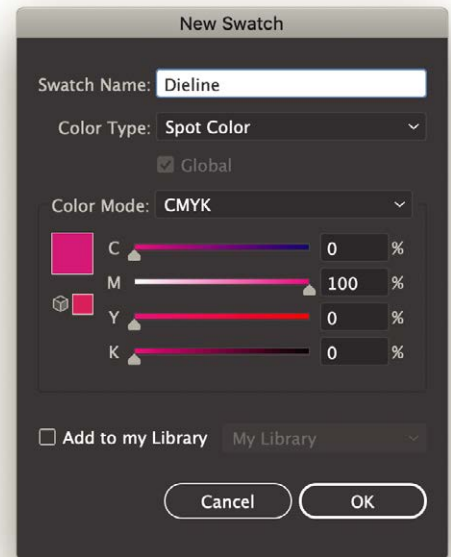 New Swatch
Swatch Name: Dieline
Color Type: Spot Color
Global
Color Mode: CMYK
C 0 %
M 100 %
Y 0 %
K 0 %
Add to my Library My Library
Cancel OK